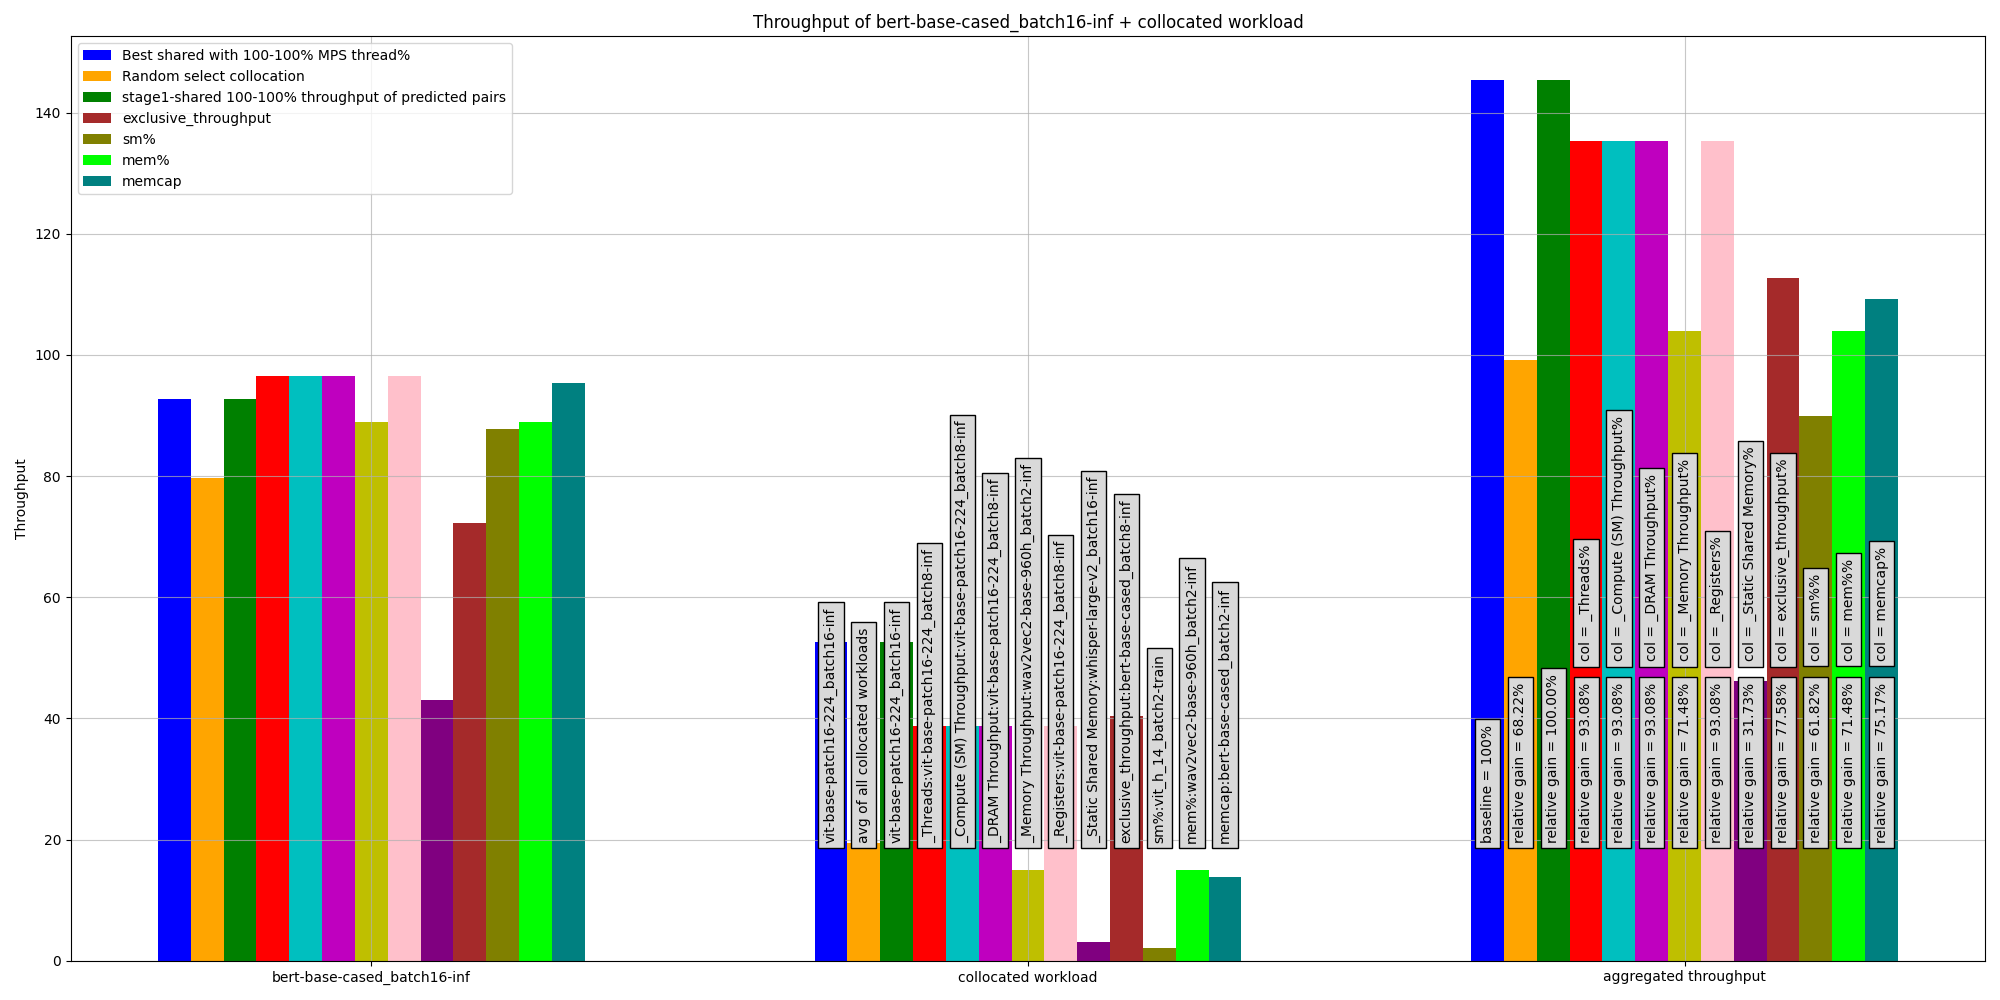 Throughput of bert-base-cased_batch16-inf + collocated workload
Best shared with 100-100% MPS thread%
Random select collocation
stage1-shared 100-100% throughput of predicted pairs
exclusive_throughput
sm%
mem%
memcap
Throughput
140
120
100
80
60
40
20
0
vit-base-patch16-224_batch16-inf
avg of all collocated workloads
vit-base-patch16-224_batch16-inf
_Threads:vit-base-patch16-224_batch8-inf
_Compute (SM) Throughput:vit-base-patch16-224_batch8-inf
_DRAM Throughput:vit-base-patch16-224_batch8-inf
_Memory Throughput:wav2vec2-base-960h_batch2-inf
_Registers:vit-base-patch16-224_batch8-inf
_Static Shared Memory:whisper-large-v2_batch16-inf
exclusive_throughput:bert-base-cased_batch8-inf
sm%:vit_h_14_batch2-train
mem%:wav2vec2-base-960h_batch2-inf
memcap:bert-base-cased_batch2-inf
col = _Threads%
col = _Compute (SM) Throughput%
col = _DRAM Throughput%
col = _Memory Throughput%
col = _Registers%
col = _Static Shared Memory%
col = exclusive_throughput%
col = sm%%
col = mem%%
col = memcap%
baseline = 100%
relative gain = 68.22%
relative gain = 100.00%
relative gain = 93.08%
relative gain = 93.08%
relative gain = 93.08%
relative gain = 71.48%
relative gain = 93.08%
relative gain = 31.73%
relative gain = 77.58%
relative gain = 61.82%
relative gain = 71.48%
relative gain = 75.17%
bert-base-cased_batch16-inf
collocated workload
aggregated throughput